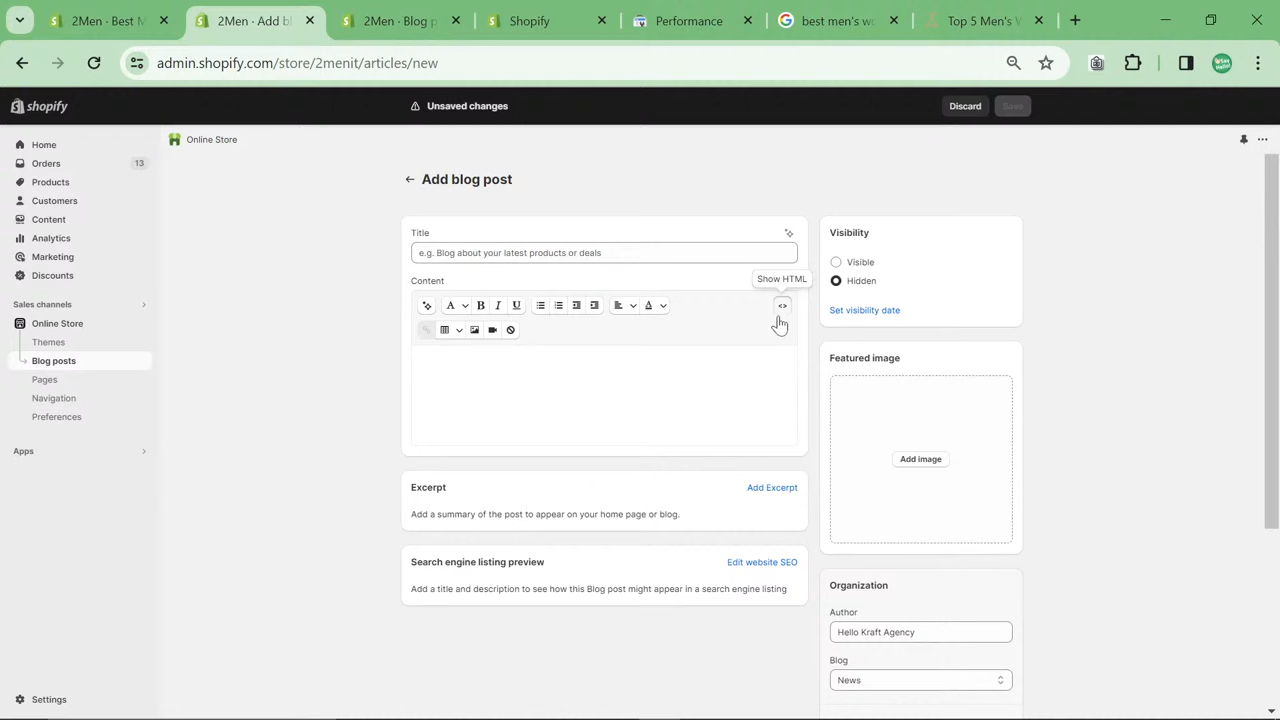 2Men · Best M
2Men · Add bl
2Men · Blog p
Shopify
Performance
best men's w
Top 5 Men's
admin.shopify.com/store/2menit/articles/new
shopify
Unsaved changes
Discard
Save
Home
Orders
13
Products
Customers
Content
Analytics
Marketing
Discounts
Sales channels
Online Store
Themes
Blog posts
Pages
Navigation
Preferences
Apps
Settings
Online Store
Add blog post
Title
e.g. Blog about your latest products or deals
Content
Show HTML
A
B
I
U
A
Excerpt
Add Excerpt
Add a summary of the post to appear on your home page or blog.
Search engine listing preview
Edit website SEO
Add a title and description to see how this Blog post might appear in a search engine listing
Visibility
Visible
Hidden
Set visibility date
Featured image
Add image
Organization
Author
Hello Kraft Agency
Blog
News